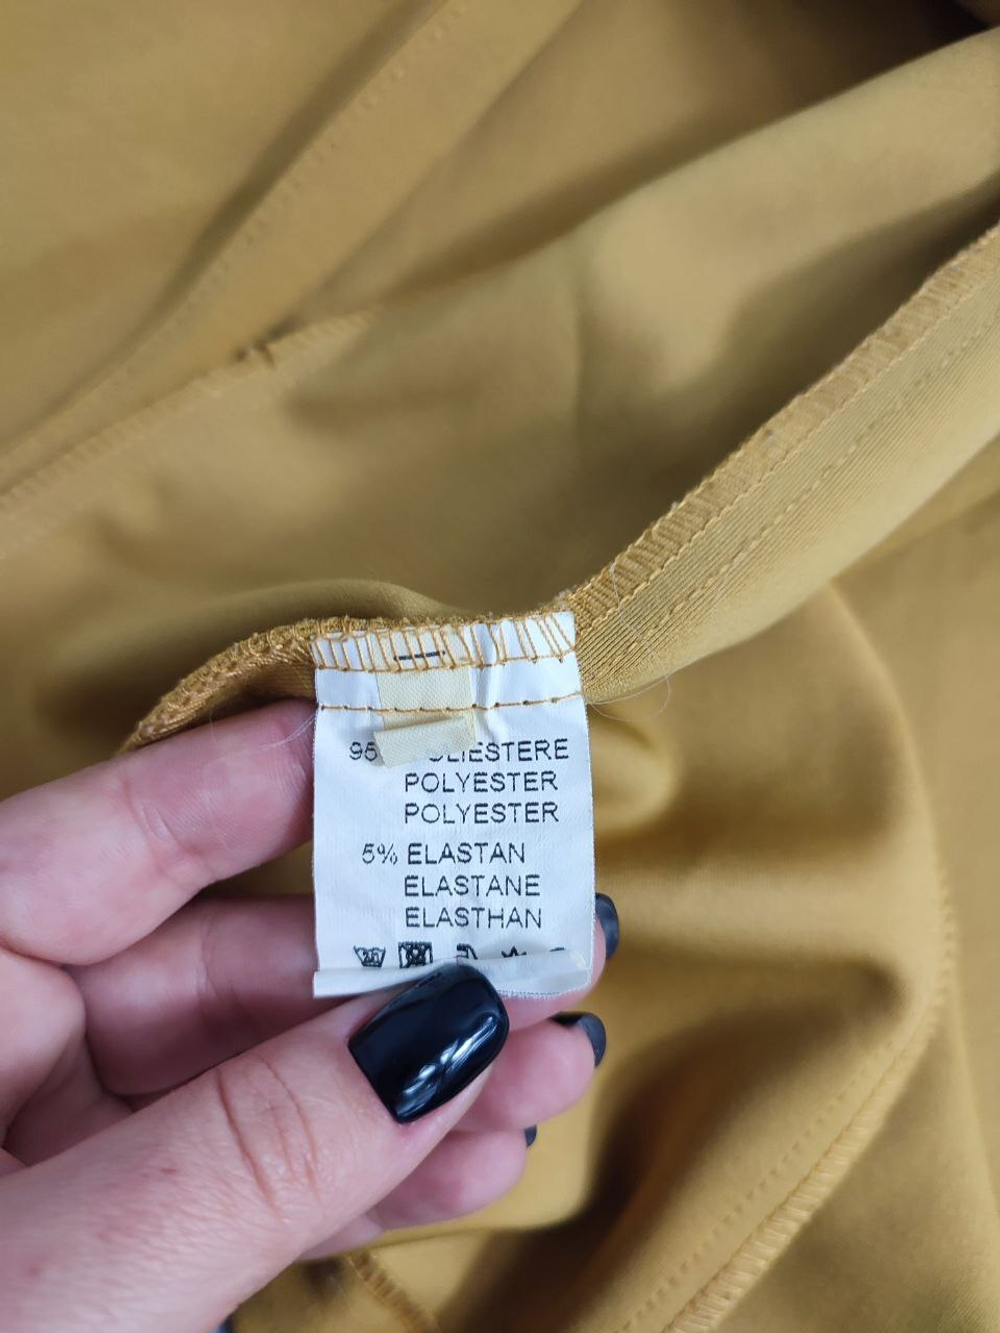 95
POLYESTER
POLYESTER
5% ELASTAN
ELASTANE
ELASTHAN